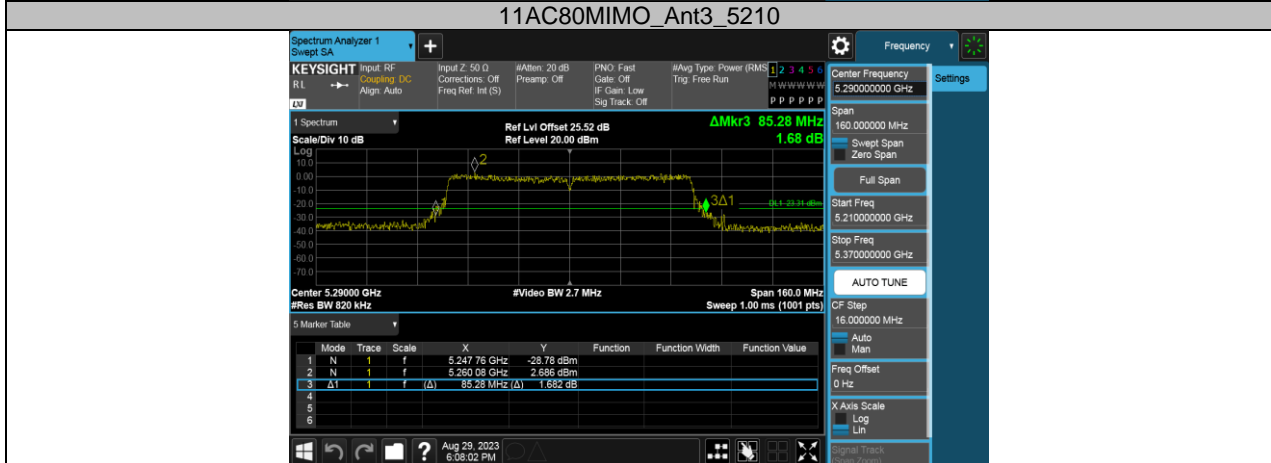 11AC80MIMO_Ant3_5210
Spectrum Analyzer 1
Swept SA
+
Frequency
KEYSIGHT
RL
LXI
Input: RF
Coupling: DC
Align: Auto
Input Z: 50 Ω
Corrections: Off
Freq Ref: Int (S)
#Atten: 20 dB
Preamp: Off
PNO: Fast
Gate: Off
IF Gain: Low
Sig Track: Off
#Avg Type: Power (RMS
Trig: Free Run
1 2 3 4 5 6
M W W W W W
P P P P P P
Center Frequency
5.290000000 GHz
Settings
Span
160.000000 MHz
Swept Span
Zero Span
Full Span
Start Freq
5.210000000 GHz
Stop Freq
5.370000000 GHz
AUTO TUNE
CF Step
16.000000 MHz
Auto
Man
Freq Offset
0 Hz
X Axis Scale
Log
Lin
Signal Track
(Span Zoom)
1 Spectrum
Scale/Div 10 dB
Ref Lvl Offset 25.52 dB
Ref Level 20.00 dBm
ΔMkr3 85.28 MHz
1.68 dB
Log
10.0
0.00
-10.0
-20.0
-30.0
-40.0
-50.0
-60.0
-70.0
2
3Δ1
DL1 -23.31 dBm
Center 5.29000 GHz
#Video BW 2.7 MHz
Span 160.0 MHz
#Res BW 820 kHz
Sweep 1.00 ms (1001 pts)
5 Marker Table
Mode Trace Scale X Y Function Function Width Function Value
1 N 1 f 5.247 76 GHz -28.78 dBm
2 N 1 f 5.260 08 GHz 2.686 dBm
3 Δ1 1 f (Δ) 85.28 MHz (Δ) 1.682 dB
4
5
6
?
Aug 29, 2023
6:08:02 PM